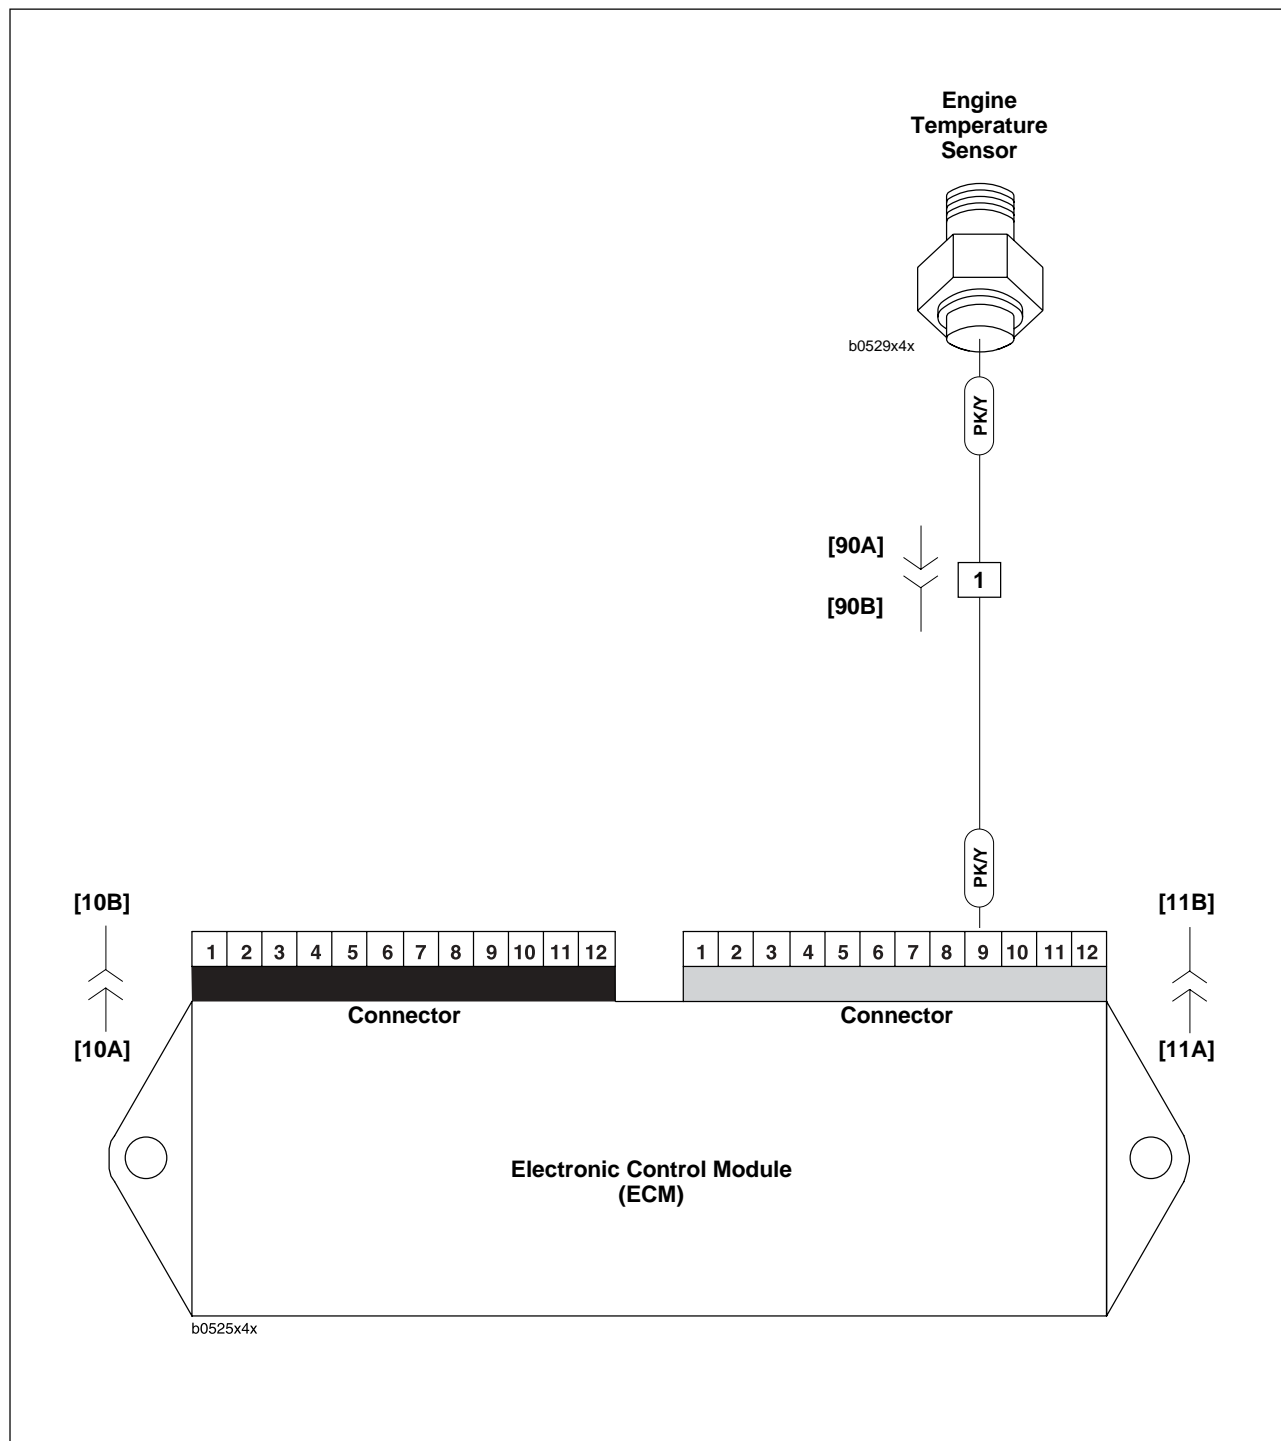 Engine
Temperature
Sensor
b0529x4x
PK/Y
[90A]
1
[90B]
PK/Y
[10B]
[11B]
1 2 3 4 5 6 7 8 9 10 11 12
1 2 3 4 5 6 7 8 9 10 11 12
Connector
Connector
[10A]
[11A]
Electronic Control Module
(ECM)
b0525x4x